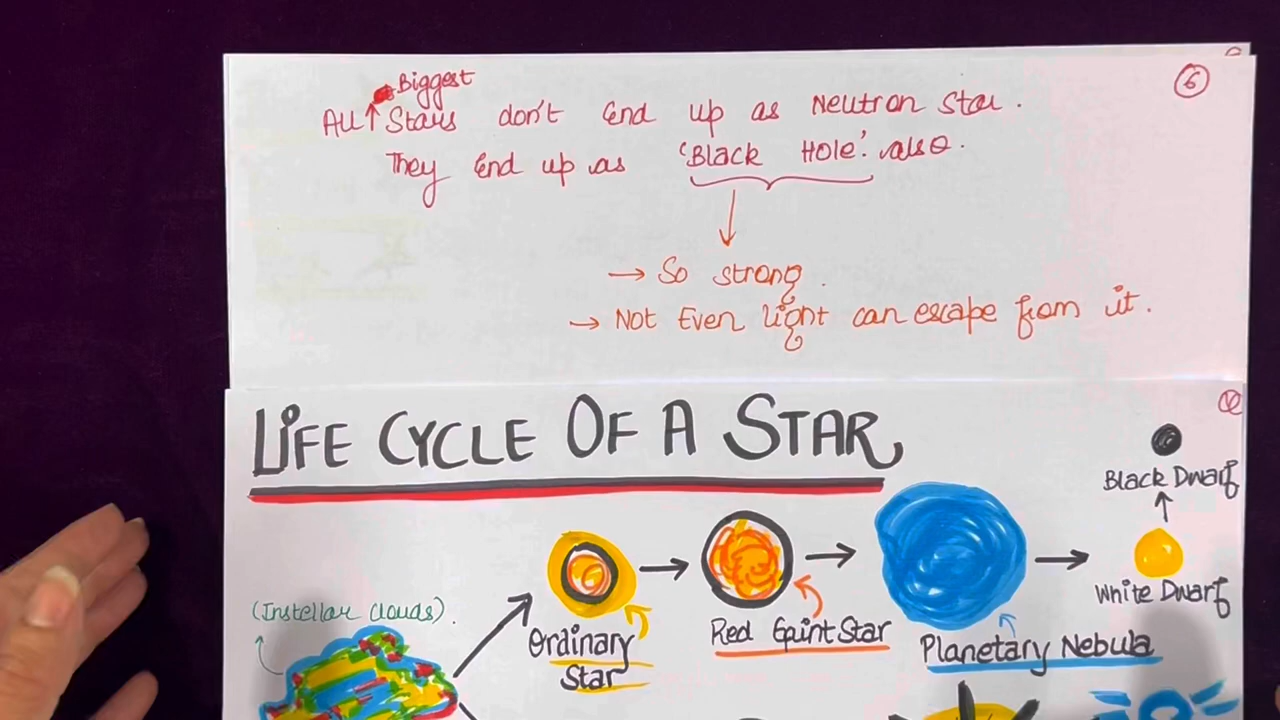 Biggest
6
All Stars don't End up as Neutron Star.
They End up as 'Black Hole'. also.
→ So strong.
→ Not Even Light can escape from it.
LIFE CYCLE OF A STAR
Black Dwarf
White Dwarf
(Instellar clouds).
Ordinary
Star
Red Gaint Star
Planetary Nebula